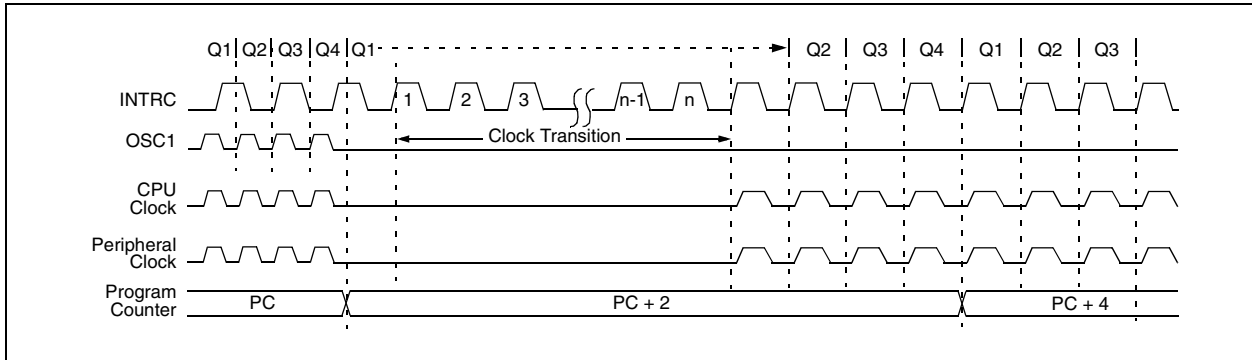 Q1 Q2 Q3 Q4 Q1 Q2 Q3 Q4 Q1 Q2 Q3
INTRC
1 2 3 n-1 n
OSC1
Clock Transition
CPU
Clock
Peripheral
Clock
Program
Counter
PC PC + 2 PC + 4